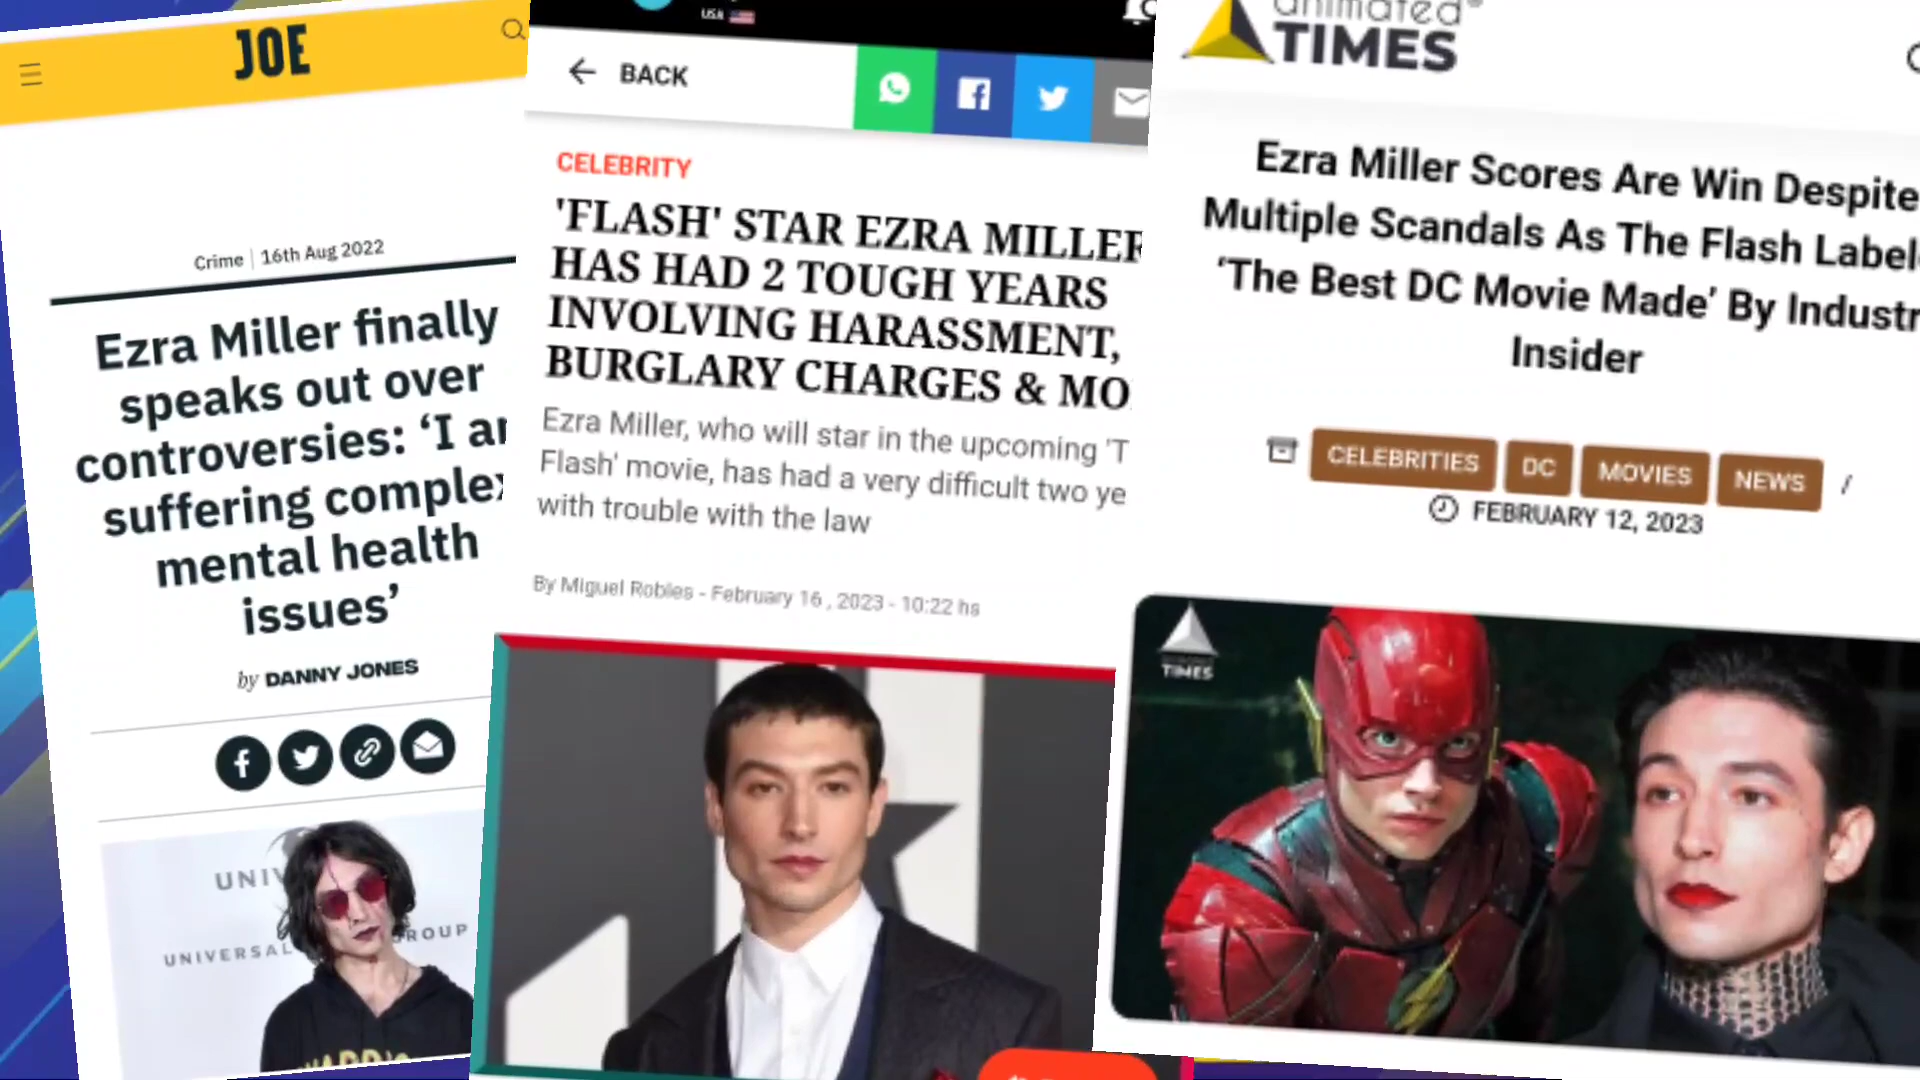 JOE
Crime | 16th Aug 2022
Ezra Miller finally
speaks out over
controversies: ‘I
suffering
mental health
issues’
by DANNY JONES
UNIVERSAL
GROUP
USA
BACK
CELEBRITY
'FLASH' STAR EZRA MILLER
HAS HAD 2 TOUGH YEARS
INVOLVING HARASSMENT,
BURGLARY CHARGES & MO
Ezra Miller, who will star in the upcoming 'T
Flash' movie, has had a very difficult two ye
with trouble with the law
By Miguel Robles - February 16 , 2023 - 10:22 hs
animated
TIMES
Ezra Miller Scores Are Win Despite
Multiple Scandals As The Flash Label
‘The Best DC Movie Made’ By Industr
Insider
CELEBRITIES DC MOVIES NEWS /
FEBRUARY 12, 2023
TIMES